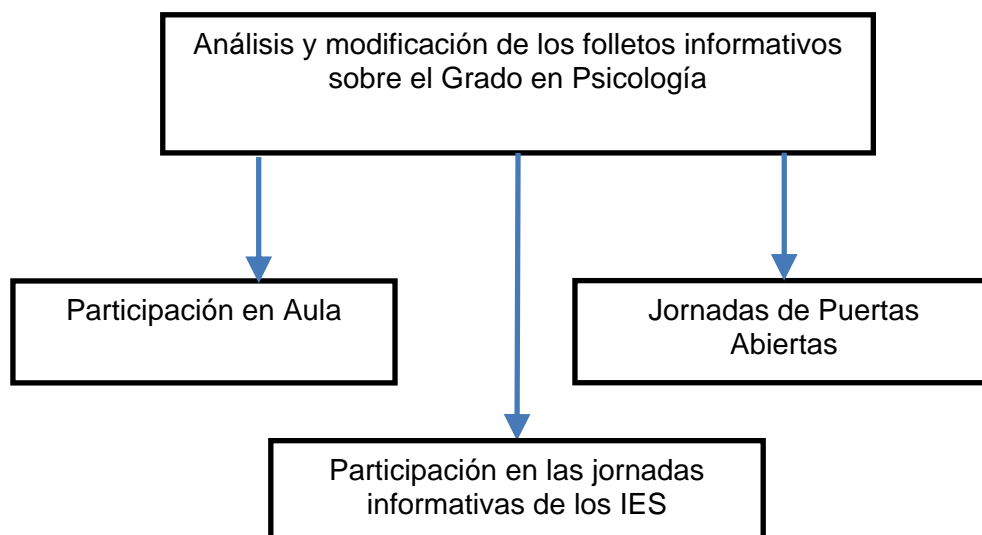 Análisis y modificación de los folletos informativos
sobre el Grado en Psicología
Participación en Aula
Jornadas de Puertas
Abiertas
Participación en las jornadas
informativas de los IES